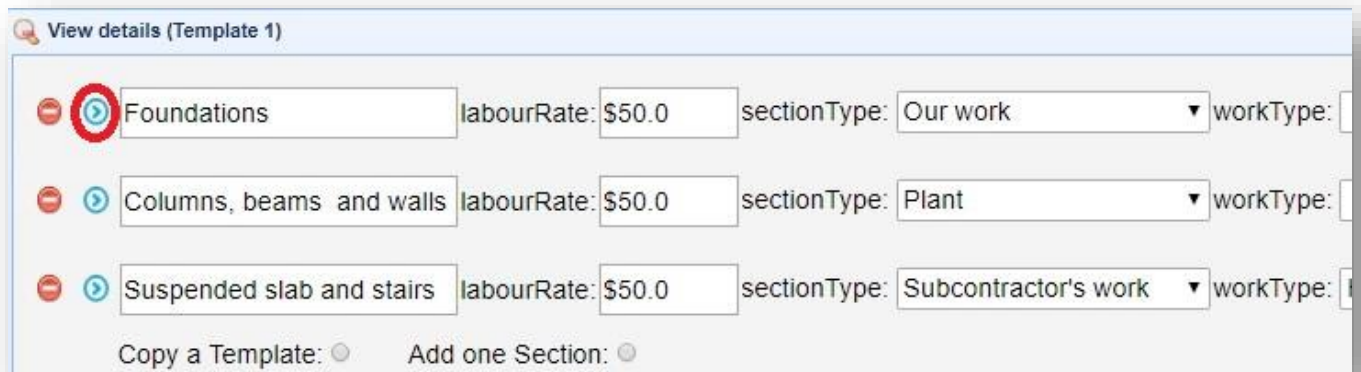 View details (Template 1)
Foundations labourRate: $50.0 sectionType: Our work workType:
Columns, beams and walls labourRate: $50.0 sectionType: Plant workType:
Suspended slab and stairs labourRate: $50.0 sectionType: Subcontractor's work workType:
Copy a Template: Add one Section: